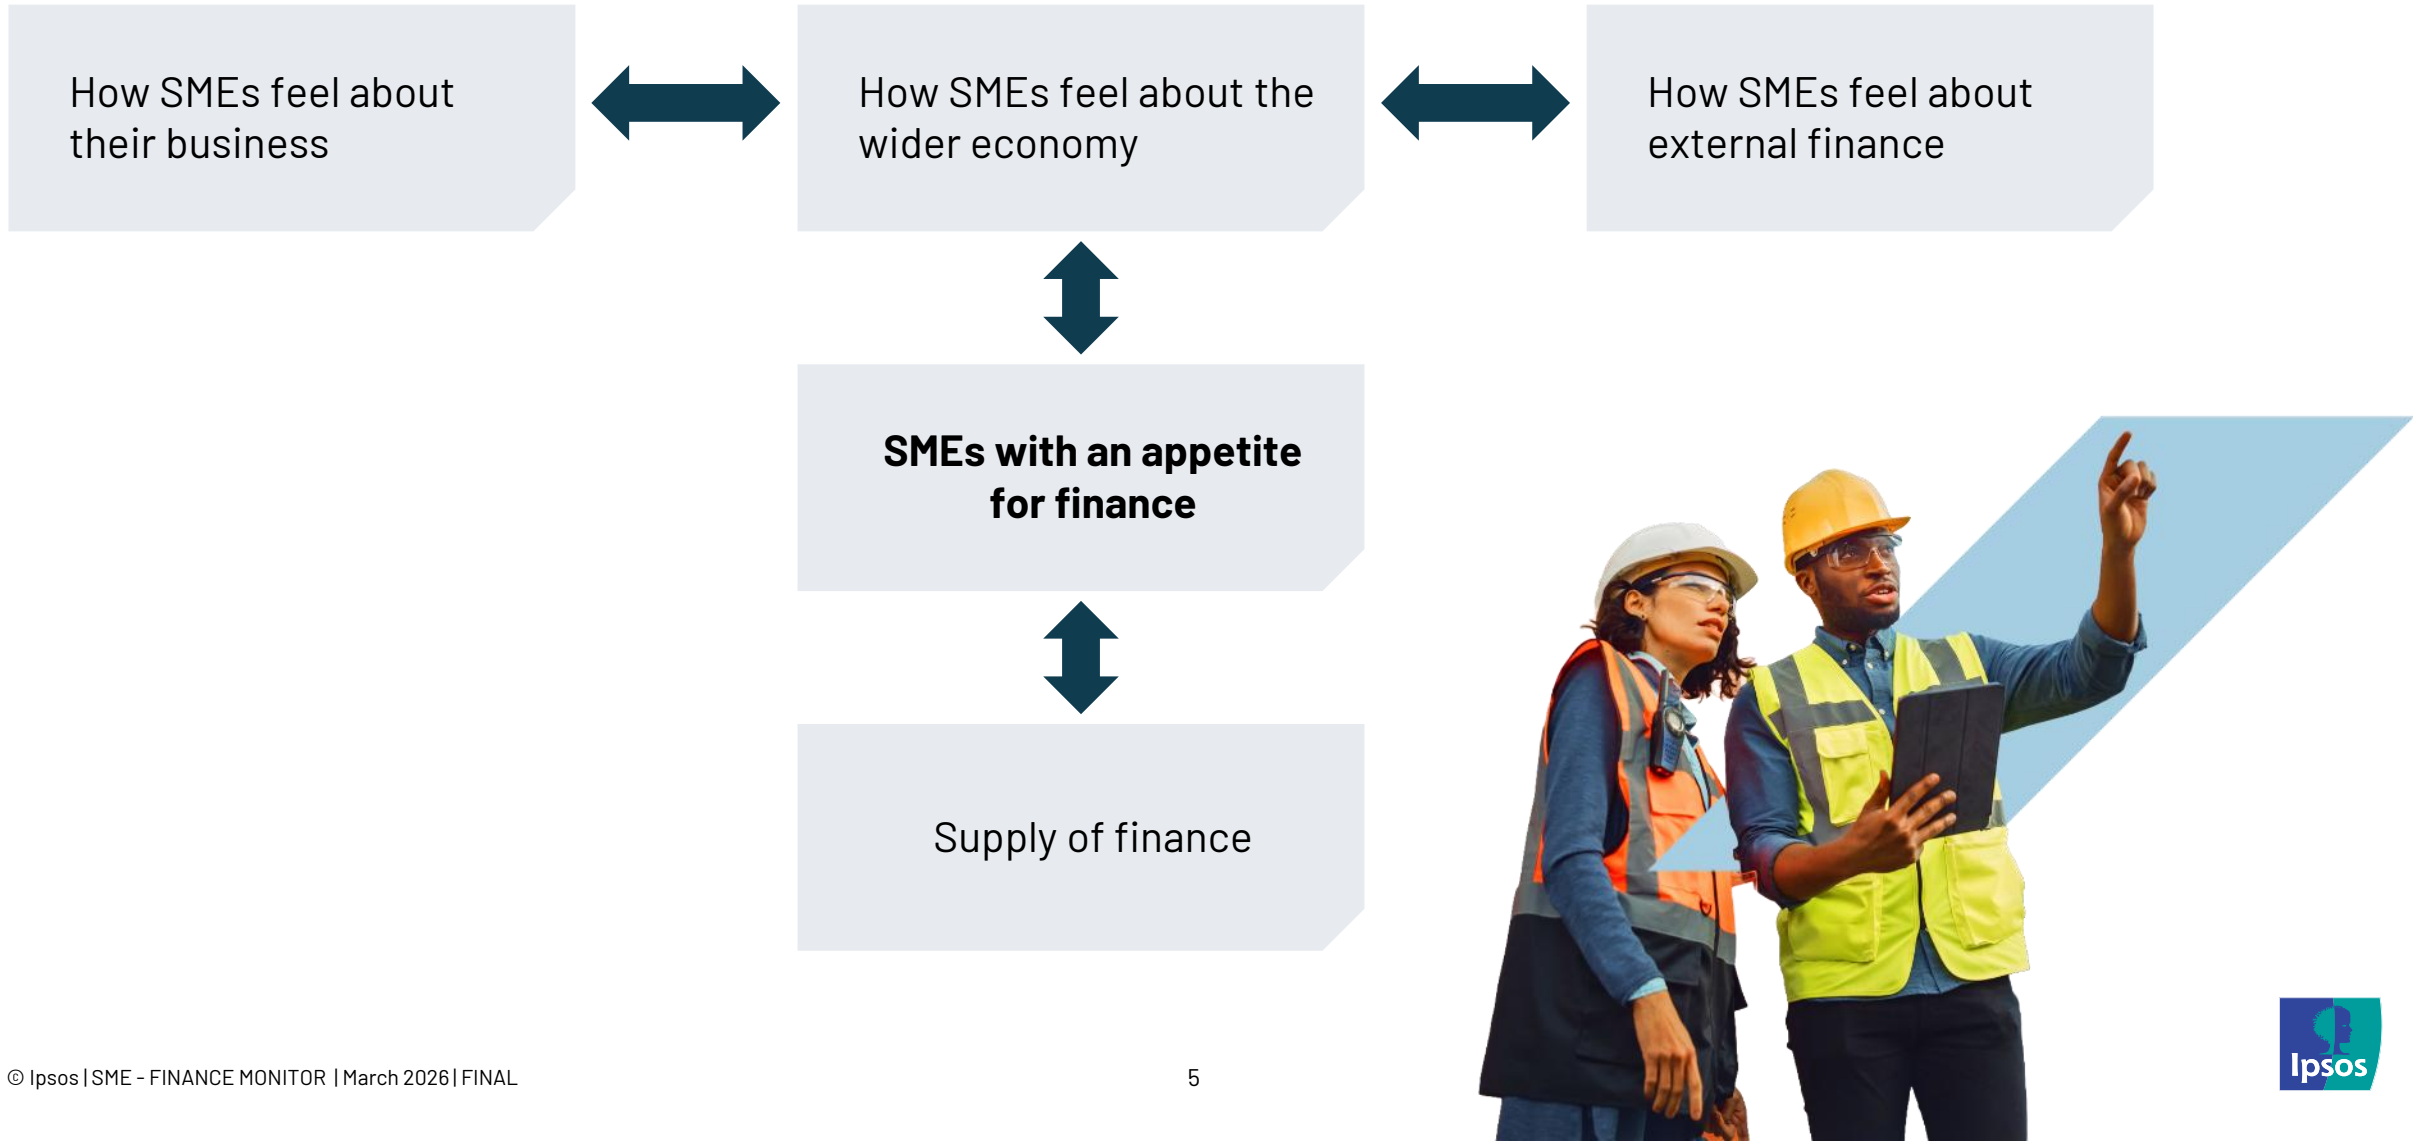 How SMEs feel about
their business
How SMEs feel about the
wider economy
How SMEs feel about
external finance
SMEs with an appetite
for finance
Supply of finance
© Ipsos | SME - FINANCE MONITOR | March 2026 | FINAL
5
Ipsos